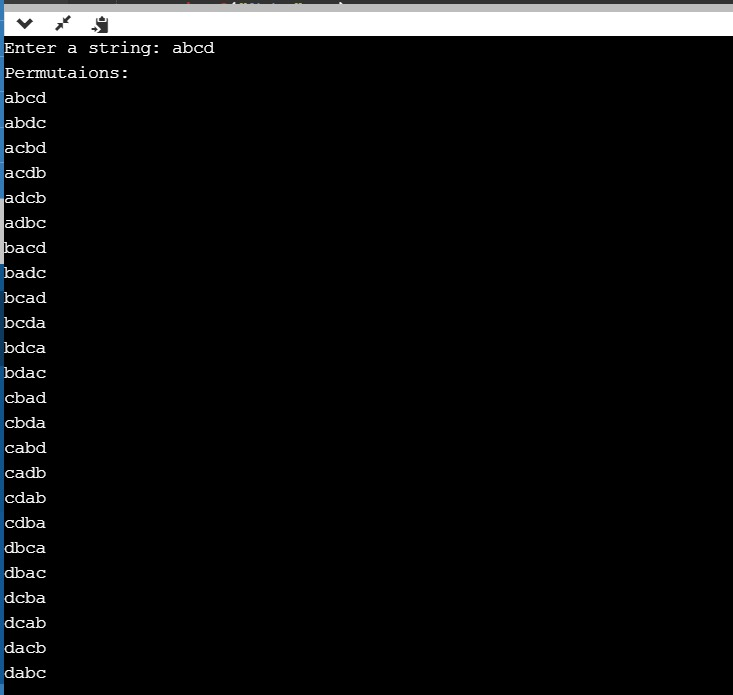 Enter a string: abcd
Permutaions:
abcd
abdc
acbd
acdb
adcb
adbc
bacd
badc
bcad
bcda
bdca
bdac
cbad
cbda
cabd
cadb
cdab
cdba
dbca
dbac
dcba
dcab
dacb
dabc